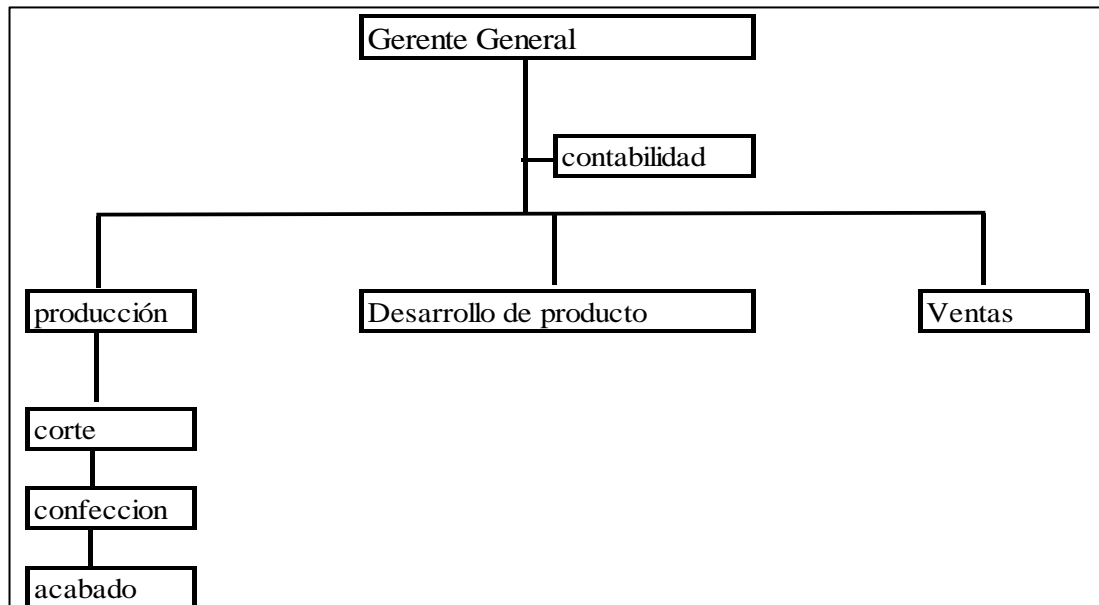 Gerente General
contabilidad
producción
Desarrollo de producto
Ventas
corte
confeccion
acabado